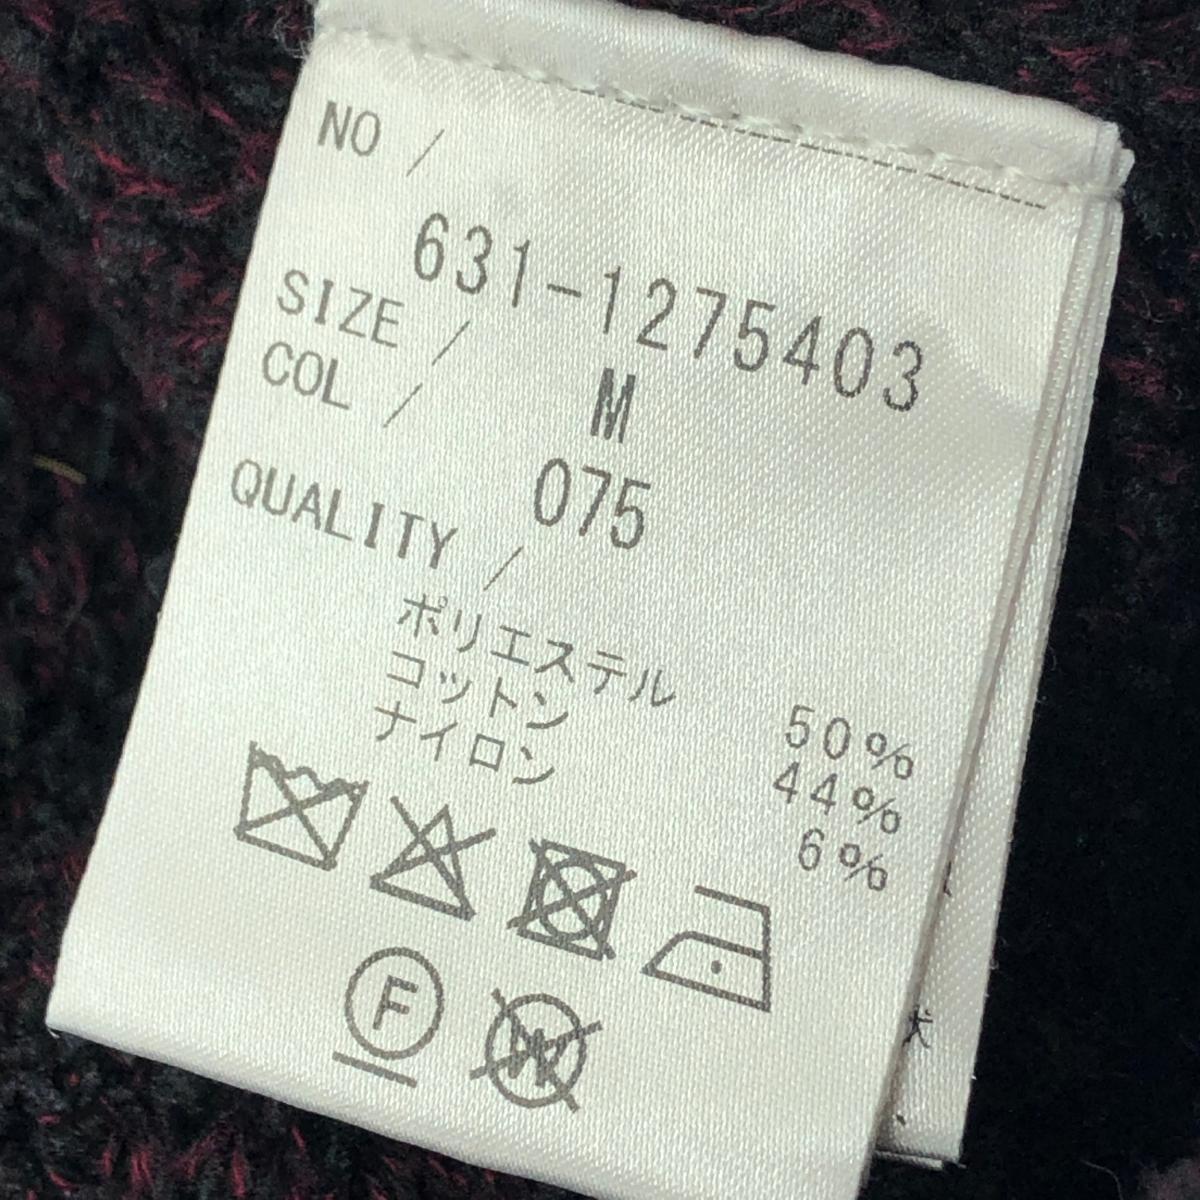 NO /
631-1275403
SIZE / M
COL / 075
QUALITY /
ポリエステル 50%
コットン 44%
ナイロン 6%
F W